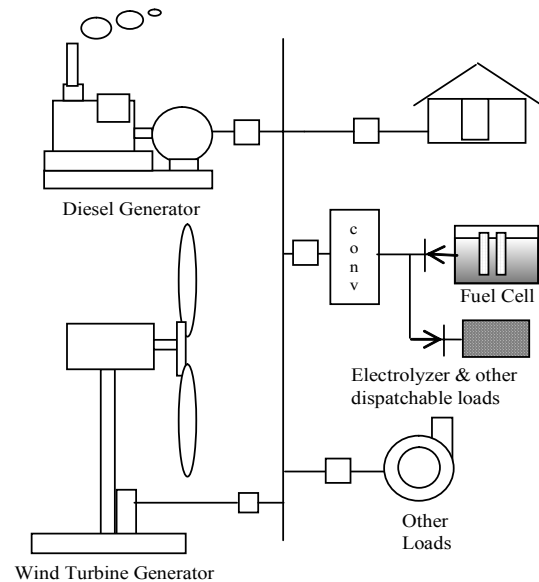 Diesel Generator
c
o
n
v
Fuel Cell
Electrolyzer & other
dispatchable loads
Other
Loads
Wind Turbine Generator